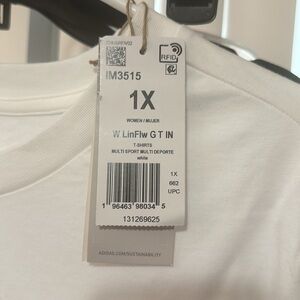 RFID
IM3515
1X
WOMEN / MUJER
W LinFlw G T IN
T-SHIRTS
MULTI SPORT MULTI DEPORTE
white
1X
662
UPC
1 96463 98034 5
131269625
ADIDAS.COM/SUSTAINABILITY